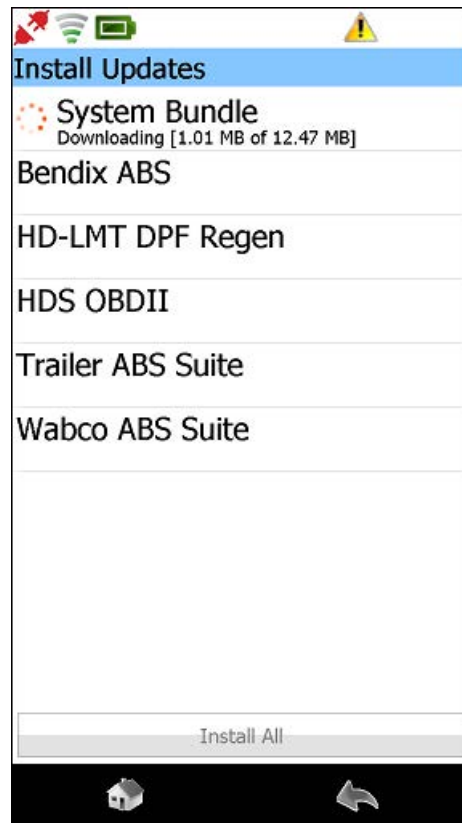 Install Updates
System Bundle
Downloading [1.01 MB of 12.47 MB]
Bendix ABS
HD-LMT DPF Regen
HDS OBDII
Trailer ABS Suite
Wabco ABS Suite
Install All